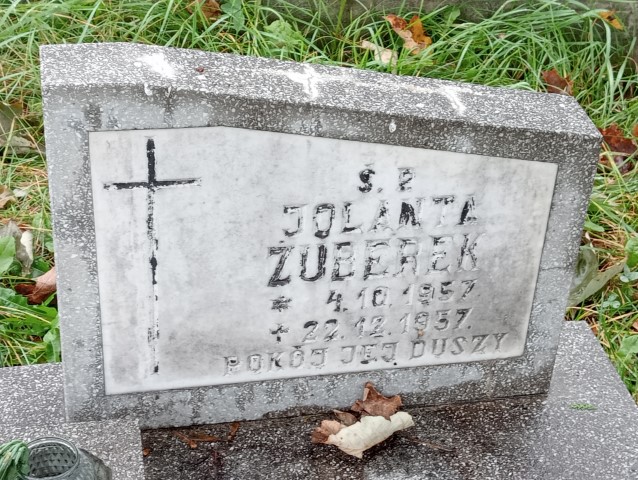 Ś. P.
JOLANTA
ŻUBEREK
* 4.10.1957.
+ 22.12.1957.
POKÓJ JEJ DUSZY